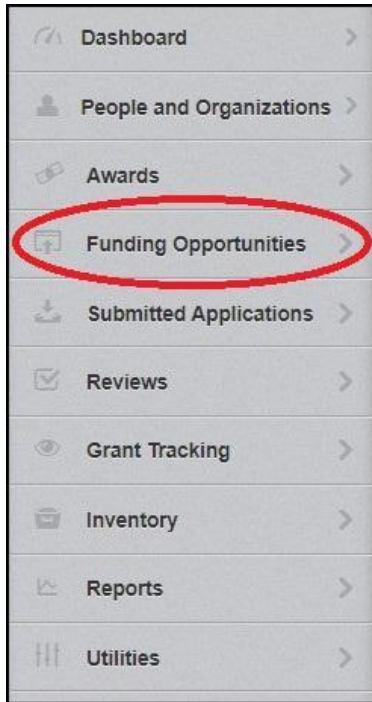 Dashboard
People and Organizations
Awards
Funding Opportunities
Submitted Applications
Reviews
Grant Tracking
Inventory
Reports
Utilities